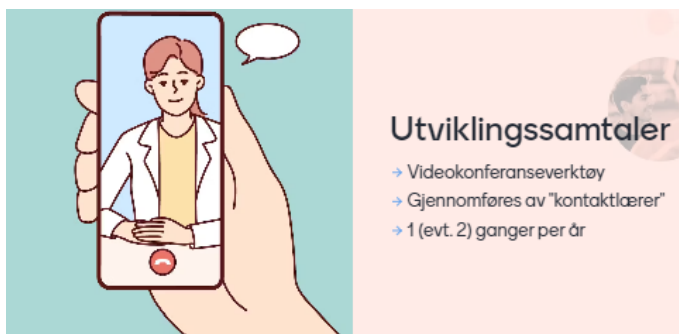 Utviklingssamtaler
→ Videokonferanseverktøy
→ Gjennomføres av "kontaktlærer"
→ 1 (evt. 2) ganger per år